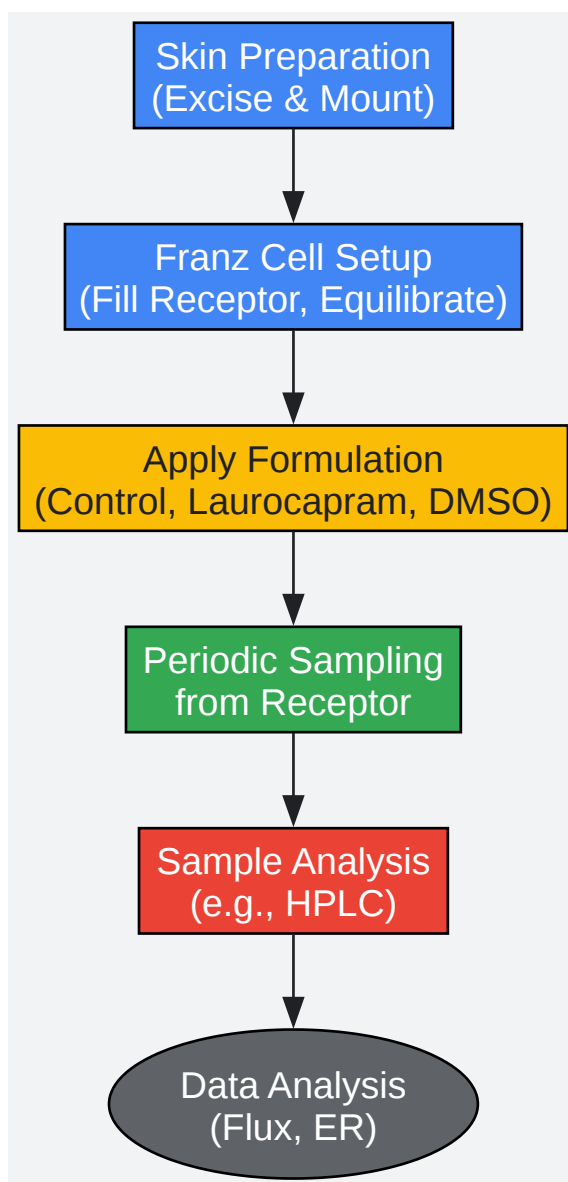 Skin Preparation
(Excise & Mount)
Franz Cell Setup
(Fill Receptor, Equilibrate)
Apply Formulation
(Control, Laurocapram, DMSO)
Periodic Sampling
from Receptor
Sample Analysis
(e.g., HPLC)
Data Analysis
(Flux, ER)